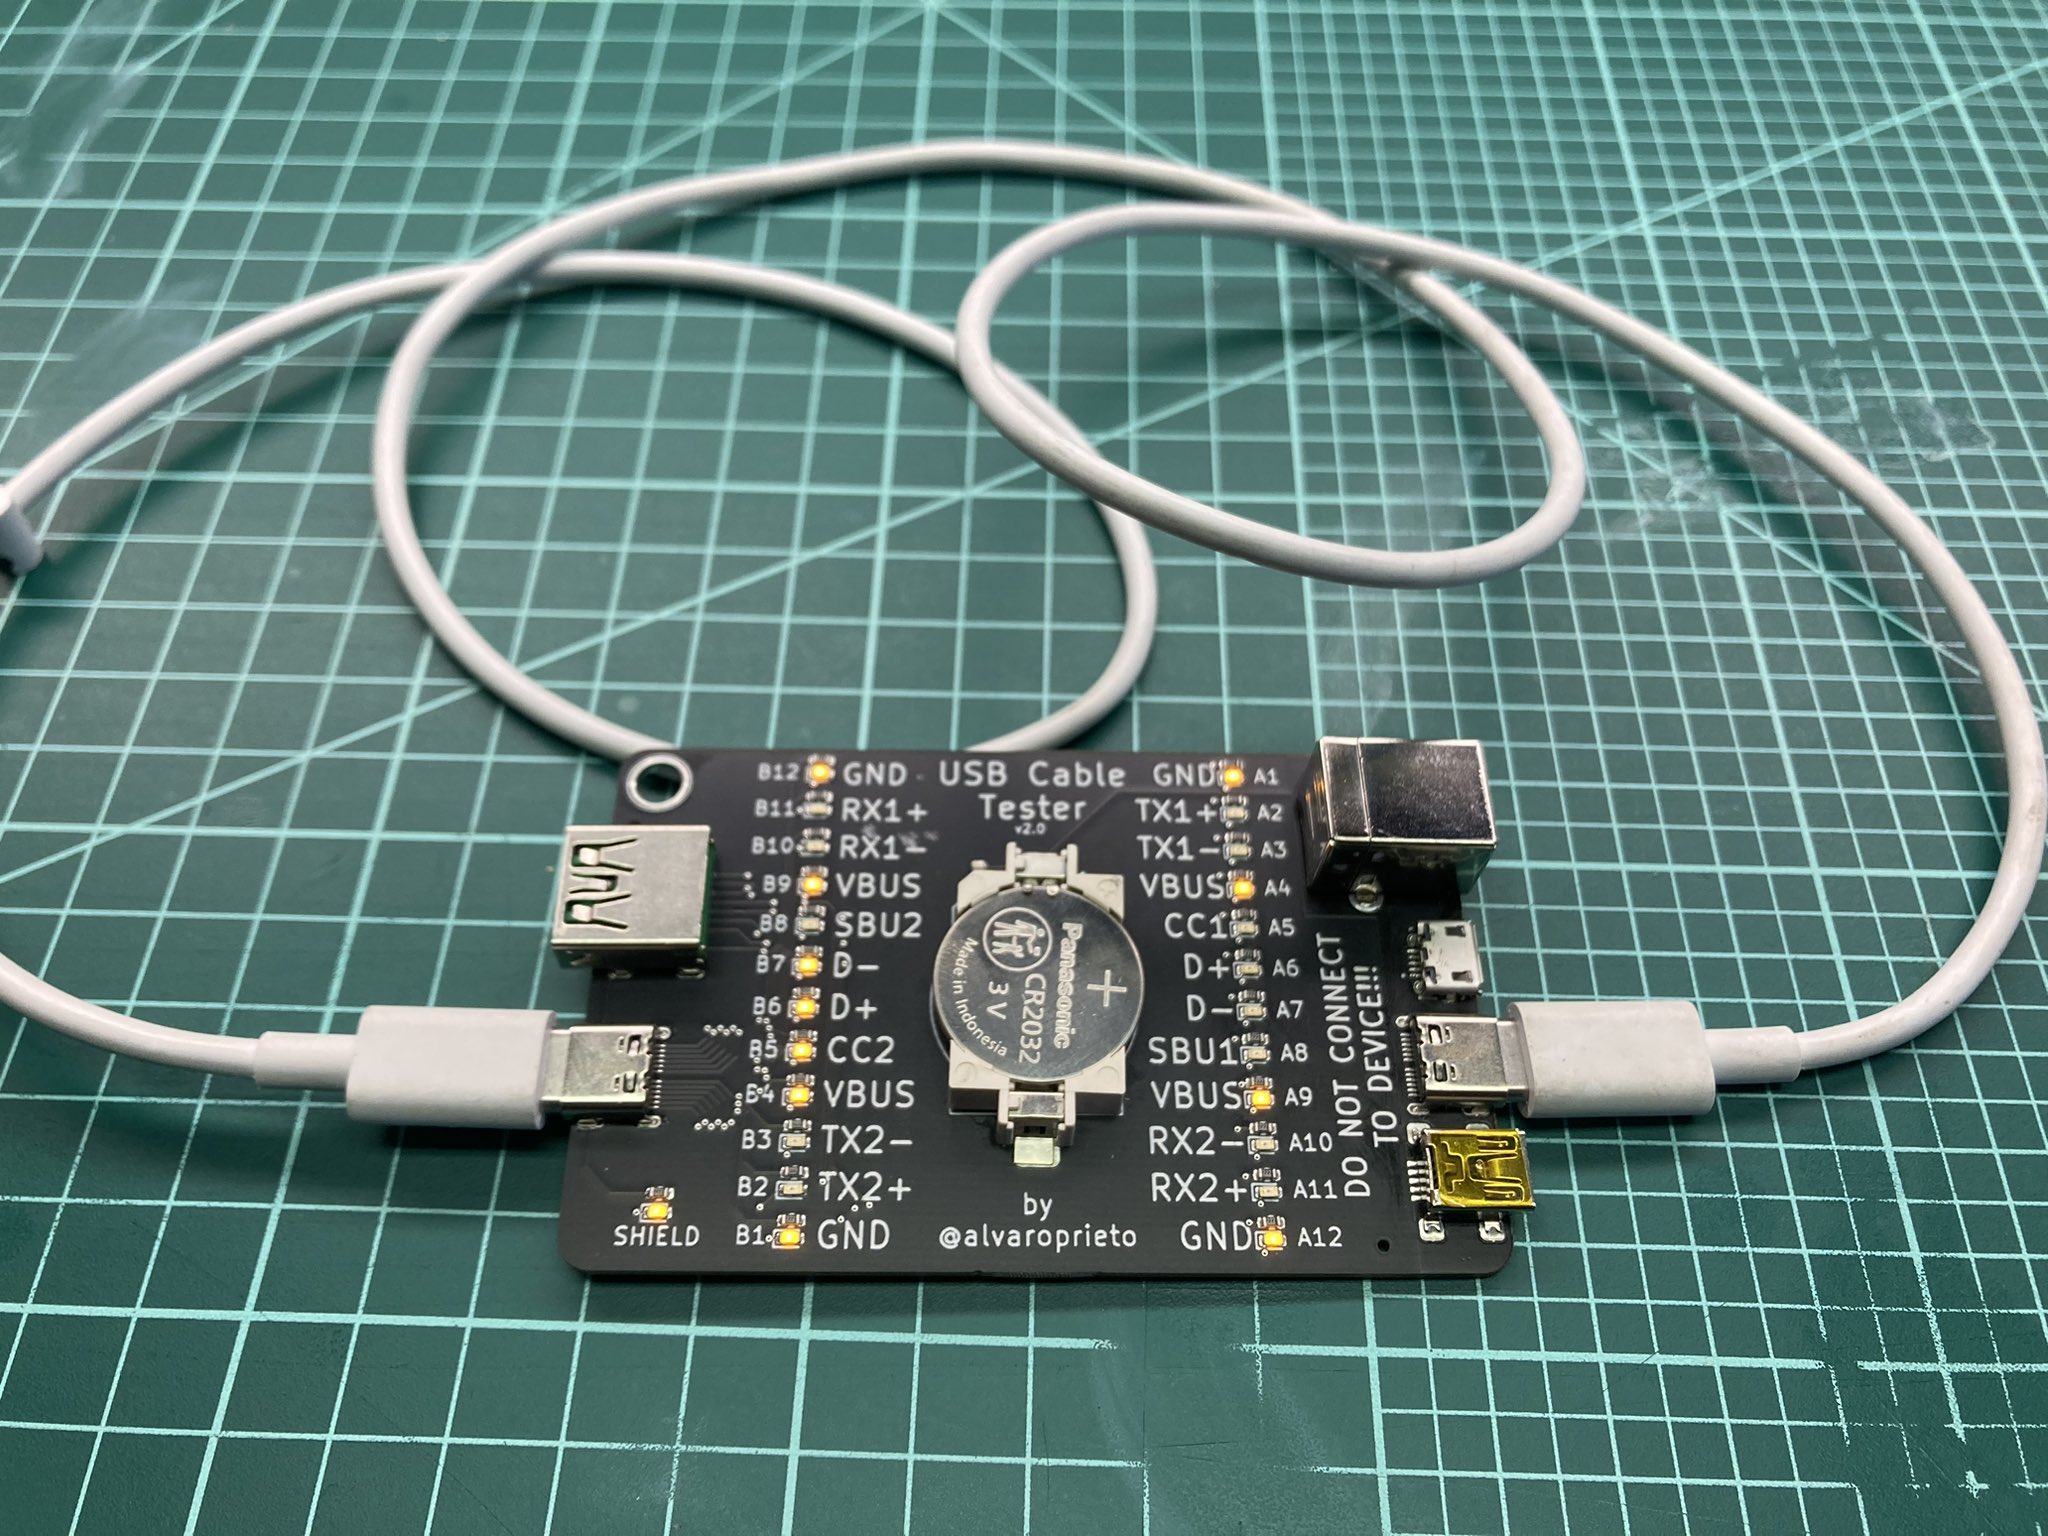 B12 GND USB Cable GND A1
B11 RX1+ Tester TX1+ A2
v2.0
B10 RX1- TX1- A3
B9 VBUS VBUS A4
B8 SBU2 CC1 A5
B7 D- D+ A6
B6 D+ D- A7
B5 CC2 SBU1 A8
B4 VBUS VBUS A9
B3 TX2- RX2- A10
B2 TX2+ RX2+ A11
B1 GND GND A12
SHIELD
by
@alvaroprieto
DO NOT CONNECT
TO DEVICE!!!
+
Panasonic
CR2032
3V
Made in Indonesia